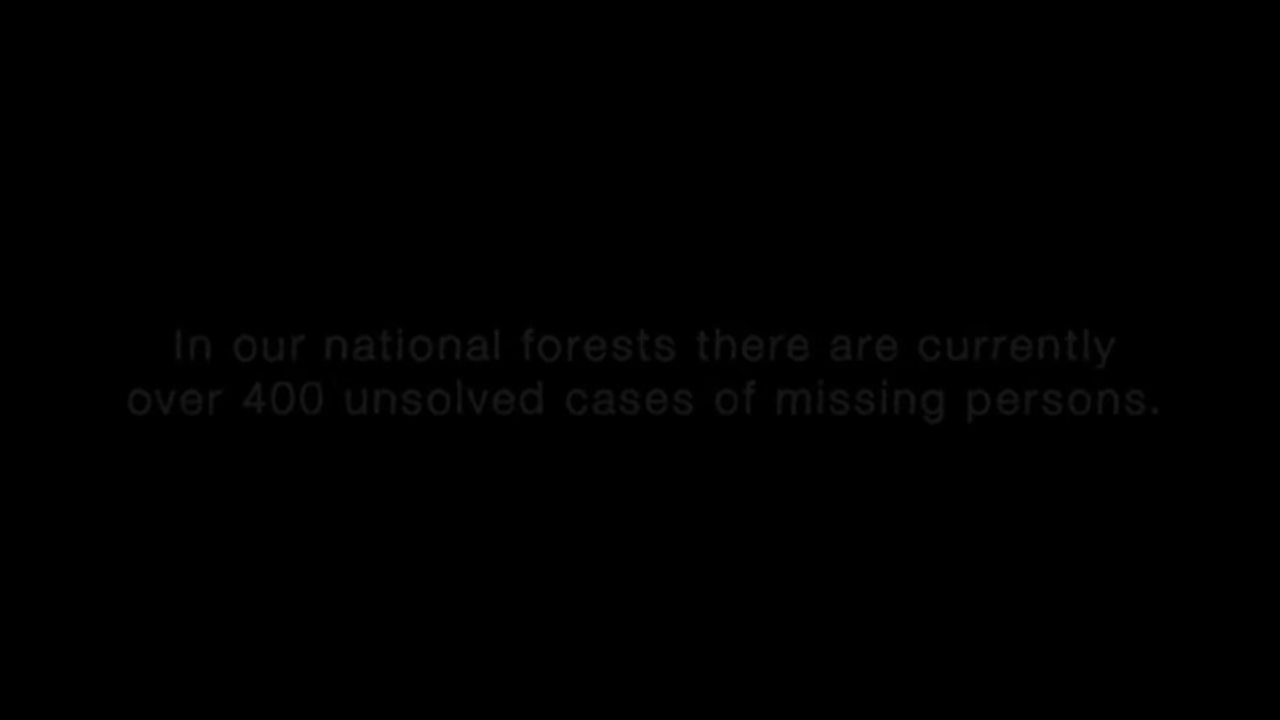 In our national forests there are currently
over 400 unsolved cases of missing persons.